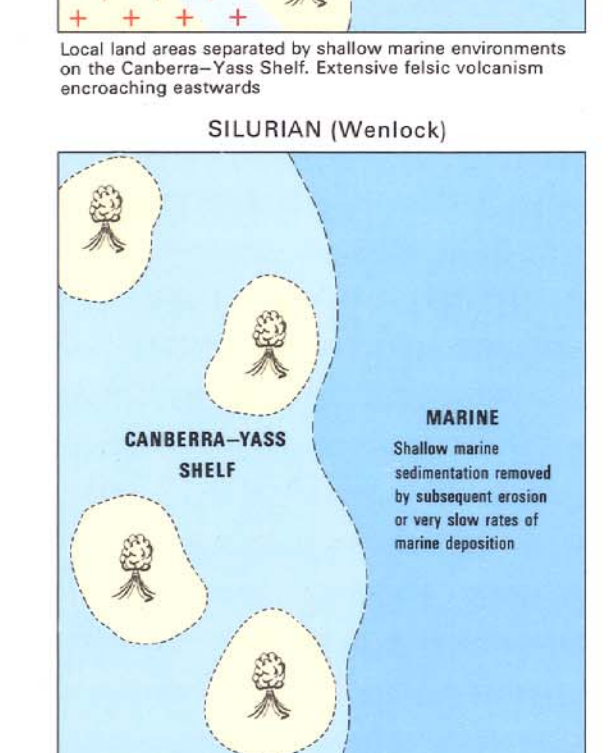 Local land areas separated by shallow marine environments
on the Canberra–Yass Shelf. Extensive felsic volcanism
encroaching eastwards
SILURIAN (Wenlock)
CANBERRA–YASS
SHELF
MARINE
Shallow marine
sedimentation removed
by subsequent erosion
or very slow rates of
marine deposition